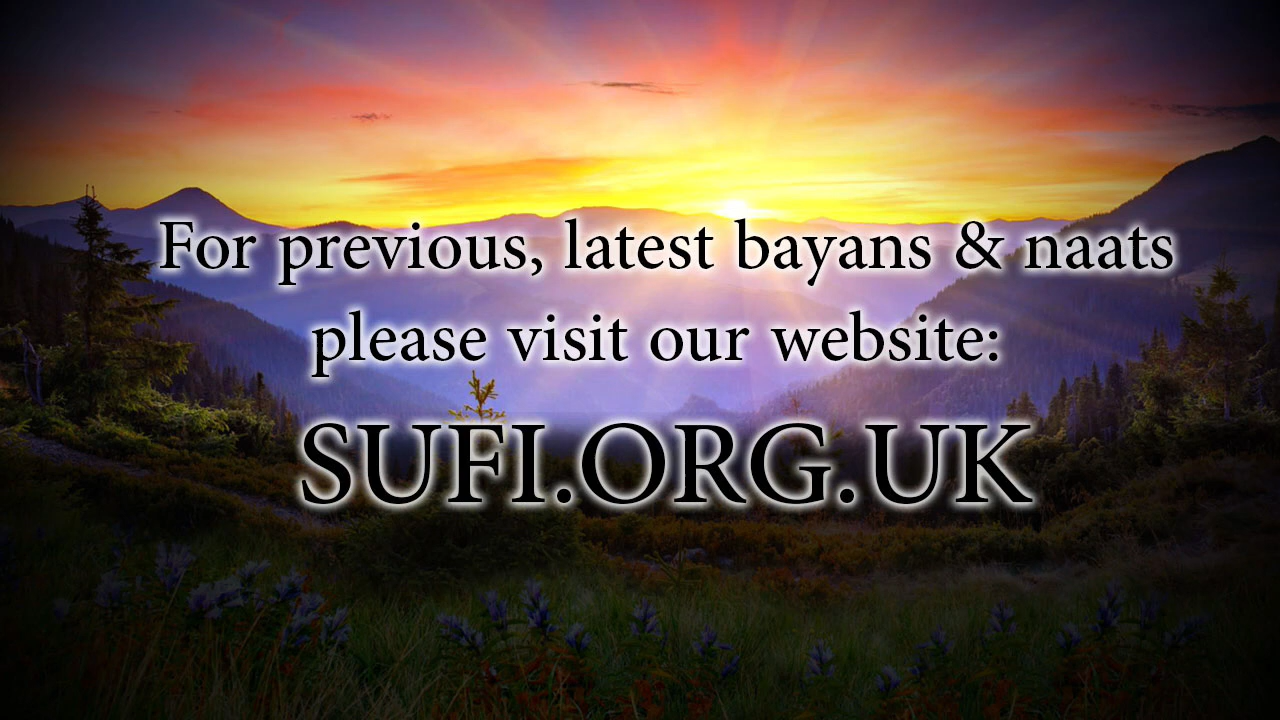 For previous, latest bayans & naats
please visit our website:
SUFI.ORG.UK